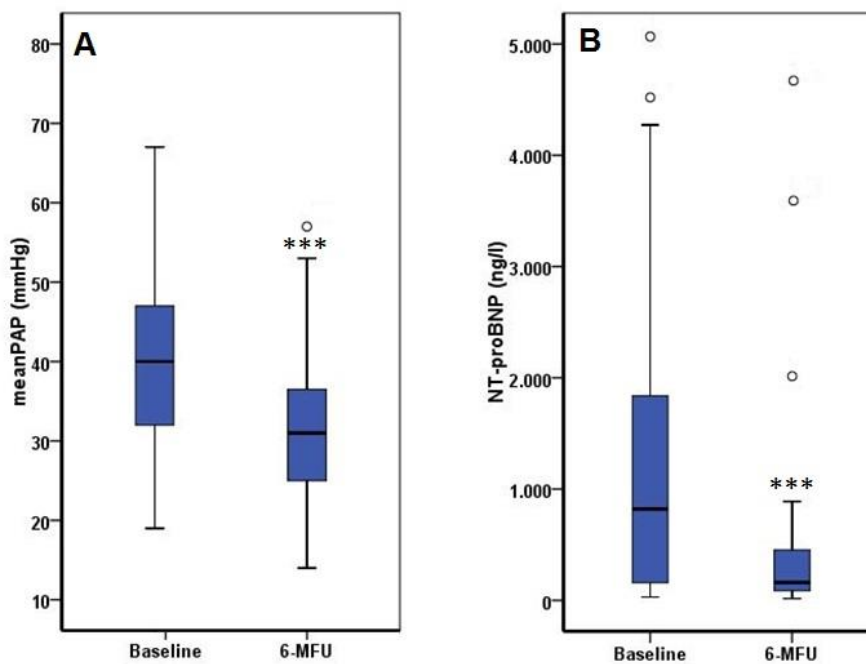 A
meanPAP (mmHg)
80
70
60
50
40
30
20
10
***
Baseline
6-MFU
B
NT-proBNP (ng/l)
5.000
4.000
3.000
2.000
1.000
0
***
Baseline
6-MFU